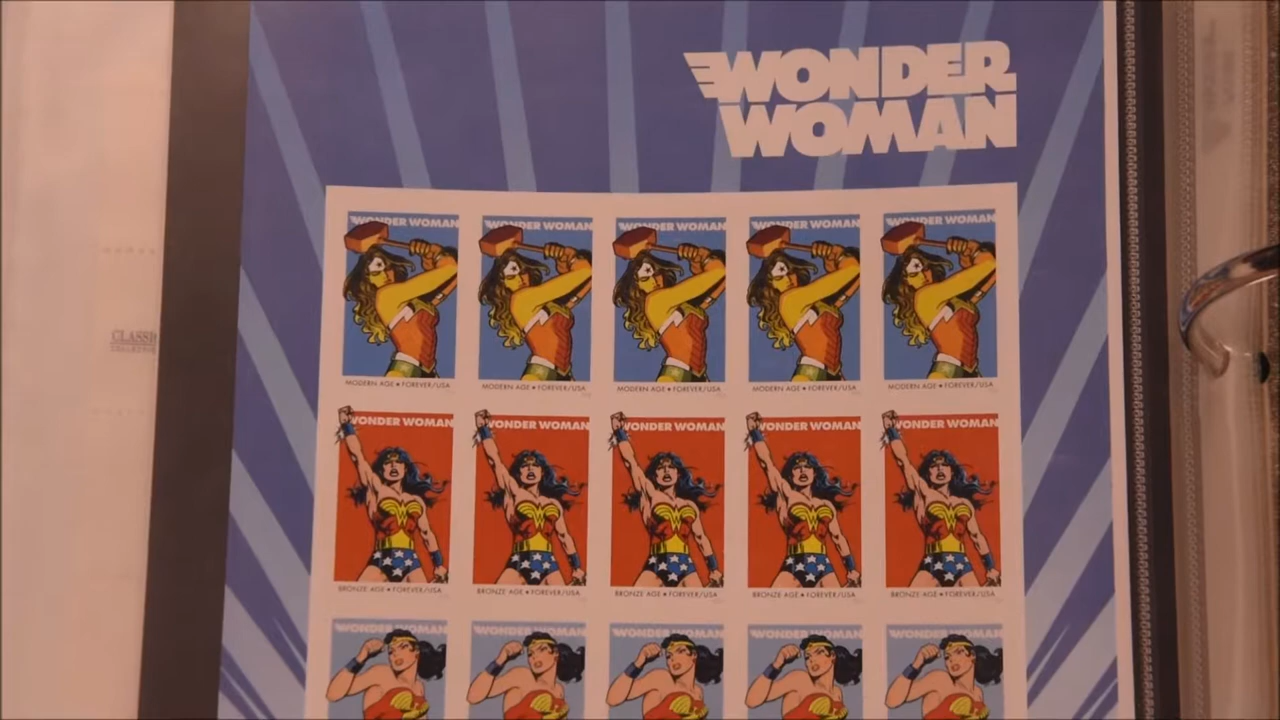 WONDER
WOMAN
WONDER WOMAN WONDER WOMAN WONDER WOMAN WONDER WOMAN WONDER WOMAN
MODERN AGE • FOREVER/USA MODERN AGE • FOREVER/USA MODERN AGE • FOREVER/USA MODERN AGE • FOREVER/USA MODERN AGE • FOREVER/USA
WONDER WOMAN WONDER WOMAN WONDER WOMAN WONDER WOMAN WONDER WOMAN
BRONZE AGE • FOREVER/USA BRONZE AGE • FOREVER/USA BRONZE AGE • FOREVER/USA BRONZE AGE • FOREVER/USA BRONZE AGE • FOREVER/USA
WONDER WOMAN WONDER WOMAN WONDER WOMAN WONDER WOMAN WONDER WOMAN